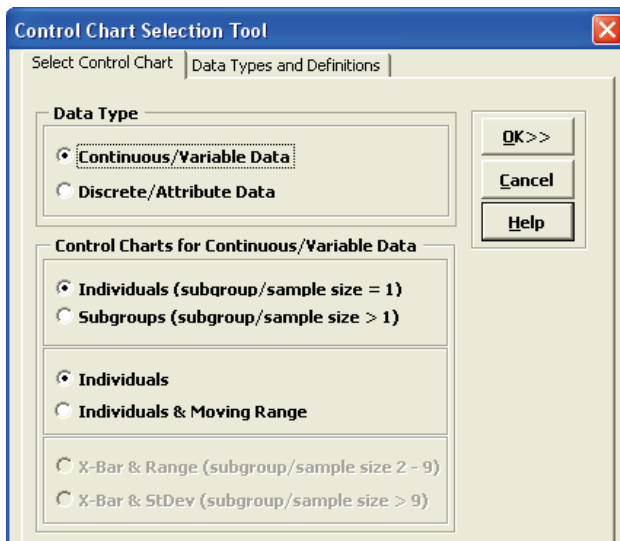 Control Chart Selection Tool
Select Control Chart
Data Types and Definitions
Data Type
Continuous/Variable Data
Discrete/Attribute Data
OK>>
Cancel
Help
Control Charts for Continuous/Variable Data
Individuals (subgroup/sample size = 1)
Subgroups (subgroup/sample size > 1)
Individuals
Individuals & Moving Range
X-Bar & Range (subgroup/sample size 2 - 9)
X-Bar & StDev (subgroup/sample size > 9)